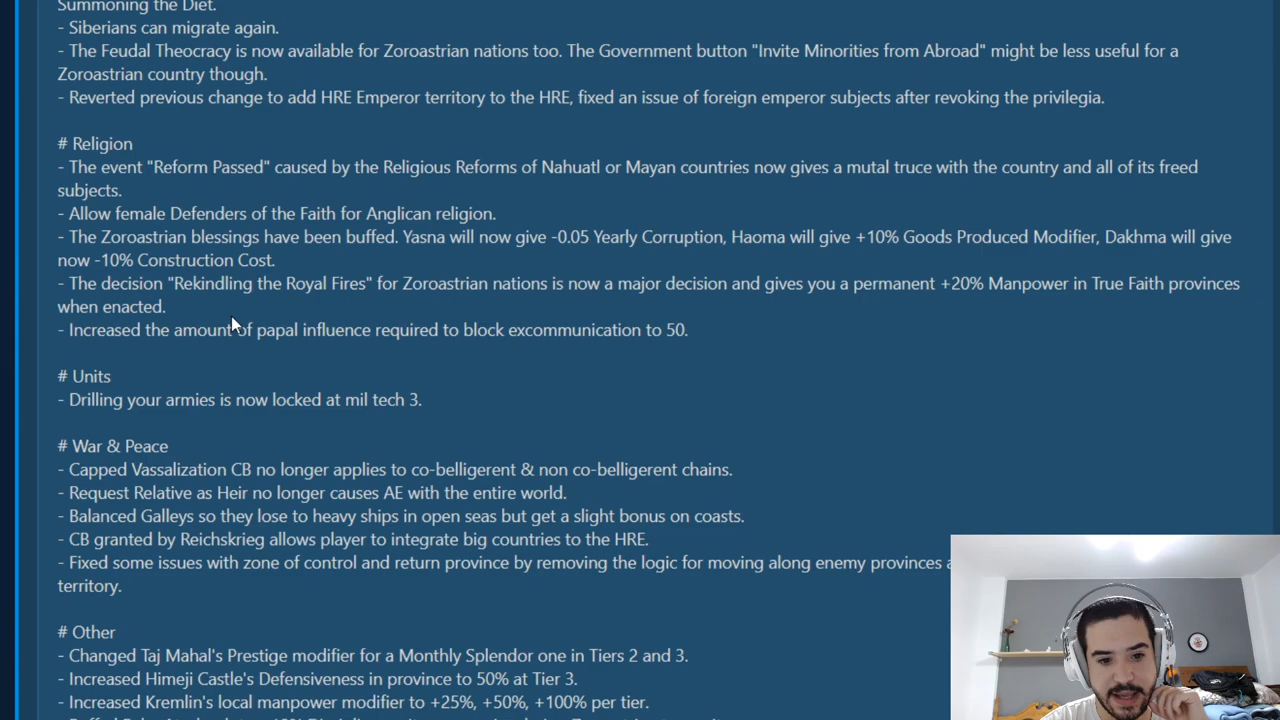 Summoning the Diet.
- Siberians can migrate again.
- The Feudal Theocracy is now available for Zoroastrian nations too. The Government button "Invite Minorities from Abroad" might be less useful for a
Zoroastrian country though.
- Reverted previous change to add HRE Emperor territory to the HRE, fixed an issue of foreign emperor subjects after revoking the privilegia.
# Religion
- The event "Reform Passed" caused by the Religious Reforms of Nahuatl or Mayan countries now gives a mutal truce with the country and all of its freed
subjects.
- Allow female Defenders of the Faith for Anglican religion.
- The Zoroastrian blessings have been buffed. Yasna will now give -0.05 Yearly Corruption, Haoma will give +10% Goods Produced Modifier, Dakhma will give
now -10% Construction Cost.
- The decision "Rekindling the Royal Fires" for Zoroastrian nations is now a major decision and gives you a permanent +20% Manpower in True Faith provinces
when enacted.
- Increased the amount of papal influence required to block excommunication to 50.
# Units
- Drilling your armies is now locked at mil tech 3.
# War & Peace
- Capped Vassalization CB no longer applies to co-belligerent & non co-belligerent chains.
- Request Relative as Heir no longer causes AE with the entire world.
- Balanced Galleys so they lose to heavy ships in open seas but get a slight bonus on coasts.
- CB granted by Reichskrieg allows player to integrate big countries to the HRE.
- Fixed some issues with zone of control and return province by removing the logic for moving along enemy provinces
territory.
# Other
- Changed Taj Mahal's Prestige modifier for a Monthly Splendor one in Tiers 2 and 3.
- Increased Himeji Castle's Defensiveness in province to 50% at Tier 3.
- Increased Kremlin's local manpower modifier to +25%, +50%, +100% per tier.